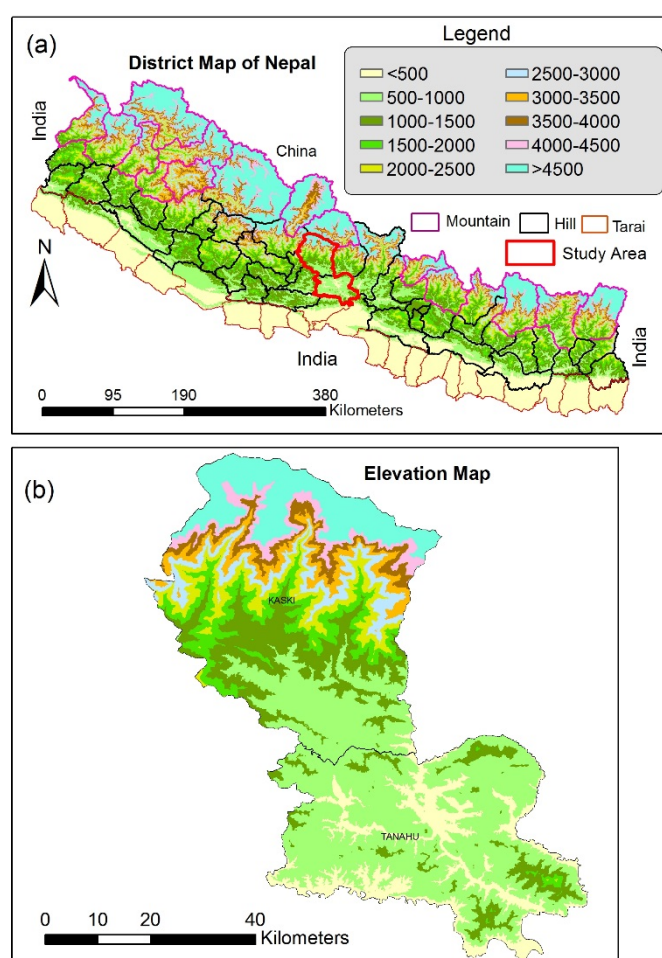 (a)
District Map of Nepal
Legend
<500
2500-3000
500-1000
3000-3500
1000-1500
3500-4000
1500-2000
4000-4500
2000-2500
>4500
India
China
Mountain
Hill
Tarai
Study Area
N
India
India
0 95 190 380
Kilometers
(b)
Elevation Map
KASKI
TANAHU
0 10 20 40
Kilometers